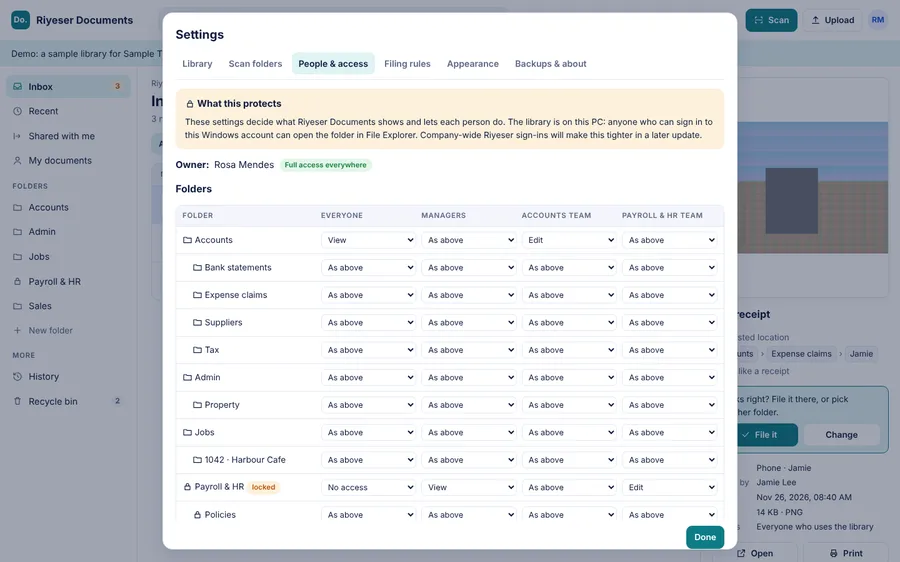 Do. Riyeser Documents
Scan
Upload
RM
Demo: a sample library for Sample T
Inbox 3
Recent
Shared with me
My documents
FOLDERS
Accounts
Admin
Jobs
Payroll & HR
Sales
New folder
MORE
History
Recycle bin 2
Settings
Library Scan folders People & access Filing rules Appearance Backups & about
What this protects
These settings decide what Riyeser Documents shows and lets each person do. The library is on this PC: anyone who can sign in to
this Windows account can open the folder in File Explorer. Company-wide Riyeser sign-ins will make this tighter in a later update.
Owner: Rosa Mendes Full access everywhere
Folders
FOLDER EVERYONE MANAGERS ACCOUNTS TEAM PAYROLL & HR TEAM
Accounts View As above Edit As above
Bank statements As above As above As above As above
Expense claims As above As above As above As above
Suppliers As above As above As above As above
Tax As above As above As above As above
Admin As above As above As above As above
Property As above As above As above As above
Jobs As above As above As above As above
1042 · Harbour Cafe As above As above As above As above
Payroll & HR locked No access View As above Edit
Policies As above As above As above As above
Done
receipt
Expense claims › Jamie
like a receipt
right? File it there, or pick
folder.
File it
Change
Phone · Jamie
by Jamie Lee
Nov 26, 2026, 08:40 AM
14 KB · PNG
Everyone who uses the library
Open
Print